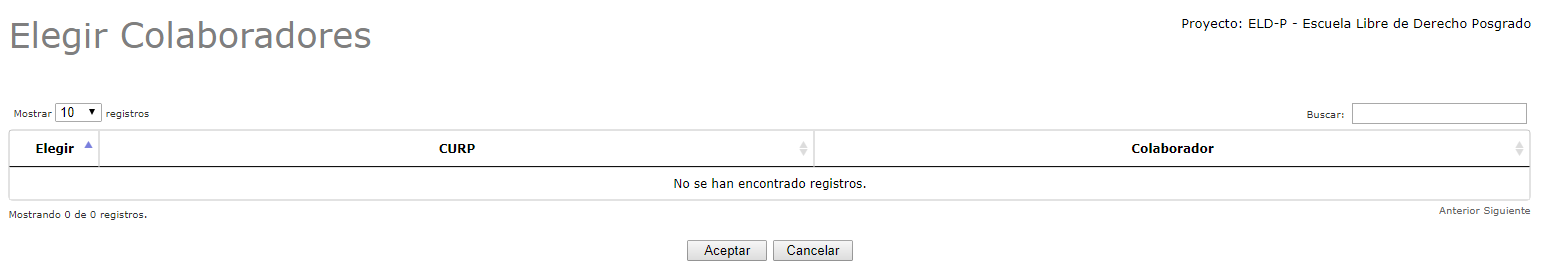 Elegir Colaboradores
Proyecto: ELD-P - Escuela Libre de Derecho Posgrado
Mostrar 10 registros
Buscar:
Elegir CURP Colaborador
No se han encontrado registros.
Mostrando 0 de 0 registros.
Anterior Siguiente
Aceptar Cancelar